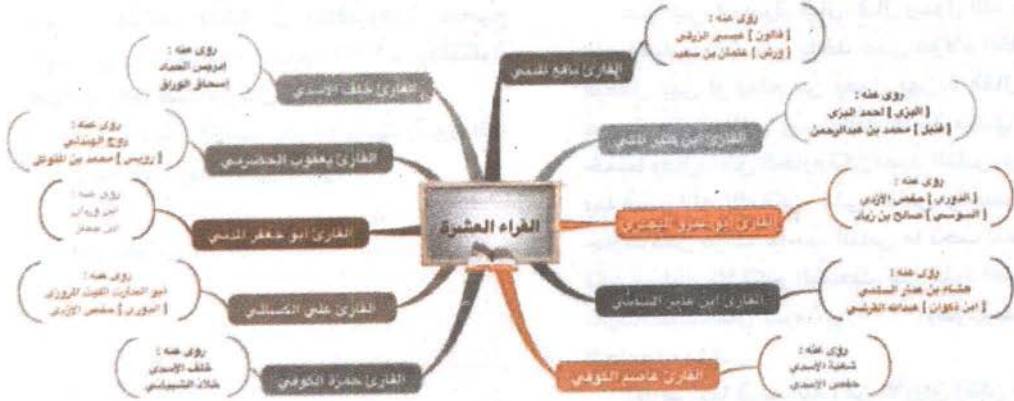 القراء العشرة
القارئ نافع المدني
روى عنه :
[ قالون ] عيسى الزرقي
[ ورش ] عثمان بن سعيد
القارئ ابن كثير المكي
روى عنه :
[ البزي ] احمد البزي
[ قنبل ] محمد بن عبدالرحمن
القارئ أبو عمرو البصري
روى عنه :
[ الدوري ] حفص الأزدي
[ السوسي ] صالح بن زياد
القارئ ابن عامر الشامي
روى عنه :
هشام بن عمار السلمي
[ ابن ذكوان ] عبدالله القرشي
القارئ عاصم الكوفي
روى عنه :
شعبة الأسدي
حفص الأسدي
القارئ حمزة الكوفي
روى عنه :
خلف الأسدي
خلاد الشيباني
القارئ علي الكسائي
روى عنه :
أبو الحارث الليث المروزي
[ الدوري ] حفص الأزدي
القارئ أبو جعفر المدني
روى عنه :
ابن وردان
ابن جماز
القارئ يعقوب الحضرمي
روى عنه :
روح الهذلي
[ رويس ] محمد بن المتوكل
القارئ خلف الأسدي
روى عنه :
إدريس الحداد
إسحاق الوراق